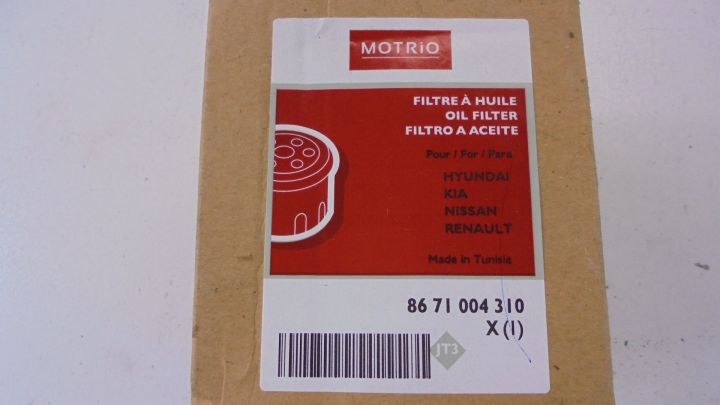 MOTRiO
FILTRE À HUILE
OIL FILTER
FILTRO A ACEITE
Pour / For / Para
HYUNDAI
KIA
NISSAN
RENAULT
Made in Tunisia
86 71 004 310
X (1)
JT3